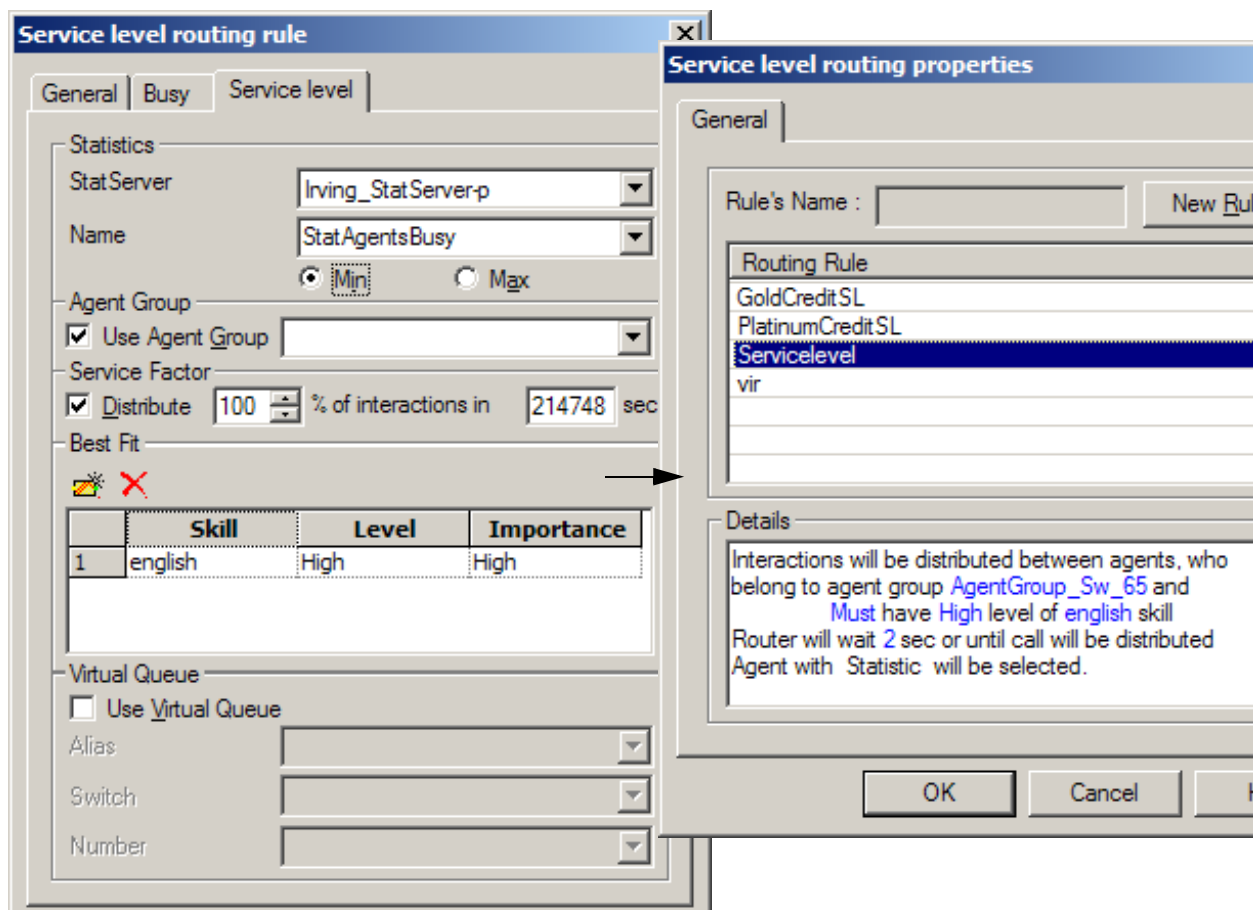 Service level routing rule
General
Busy
Service level
Statistics
StatServer
Irving_StatServer-p
Name
StatAgentsBusy
Min
Max
Agent Group
Use Agent Group
Service Factor
Distribute
100
% of interactions in
214748
sec
Best Fit
Skill
Level
Importance
1
english
High
High
Virtual Queue
Use Virtual Queue
Alias
Switch
Number
Service level routing properties
General
Rule's Name :
New Rul
Routing Rule
GoldCreditSL
PlatinumCreditSL
Servicelevel
vir
Details
Interactions will be distributed between agents, who
belong to agent group AgentGroup_Sw_65 and
Must have High level of english skill
Router will wait 2 sec or until call will be distributed
Agent with Statistic will be selected.
OK
Cancel